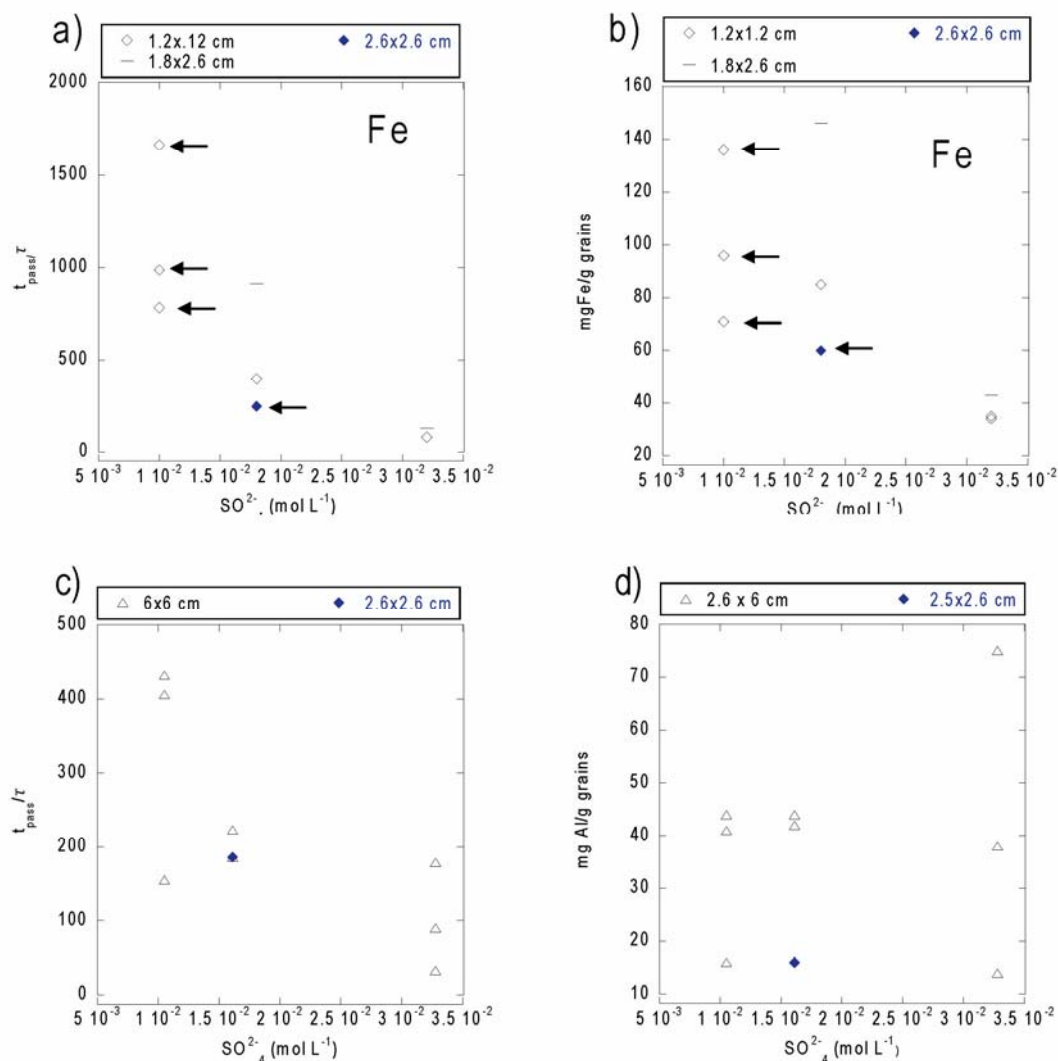 a)
1.2x.12 cm 2.6x2.6 cm
1.8x2.6 cm
2000
1500
1000
500
0
Fe
t pass/ τ
5 10-3 1 10-2 1.5 10-2 2 10-2 2.5 10-2 3 10-2 3.5 10-2
SO2- (mol L-1)
b)
1.2x1.2 cm 2.6x2.6 cm
1.8x2.6 cm
160
140
120
100
80
60
40
20
Fe
mgFe/g grains
5 10-3 1 10-2 1.5 10-2 2 10-2 2.5 10-2 3 10-2 3.5 10-2
SO2- (mol L-1)
c)
6x6 cm 2.6x2.6 cm
500
400
300
200
100
0
t pass/τ
5 10-3 1 10-2 1.5 10-2 2 10-2 2.5 10-2 3 10-2 3.5 10-2
SO2-4 (mol L-1)
d)
2.6 x 6 cm 2.5x2.6 cm
80
70
60
50
40
30
20
10
mg Al/g grains
5 10-3 1 10-2 1.5 10-2 2 10-2 2.5 10-2 3 10-2 3.5 10-2
SO2-4 (mol L-1)